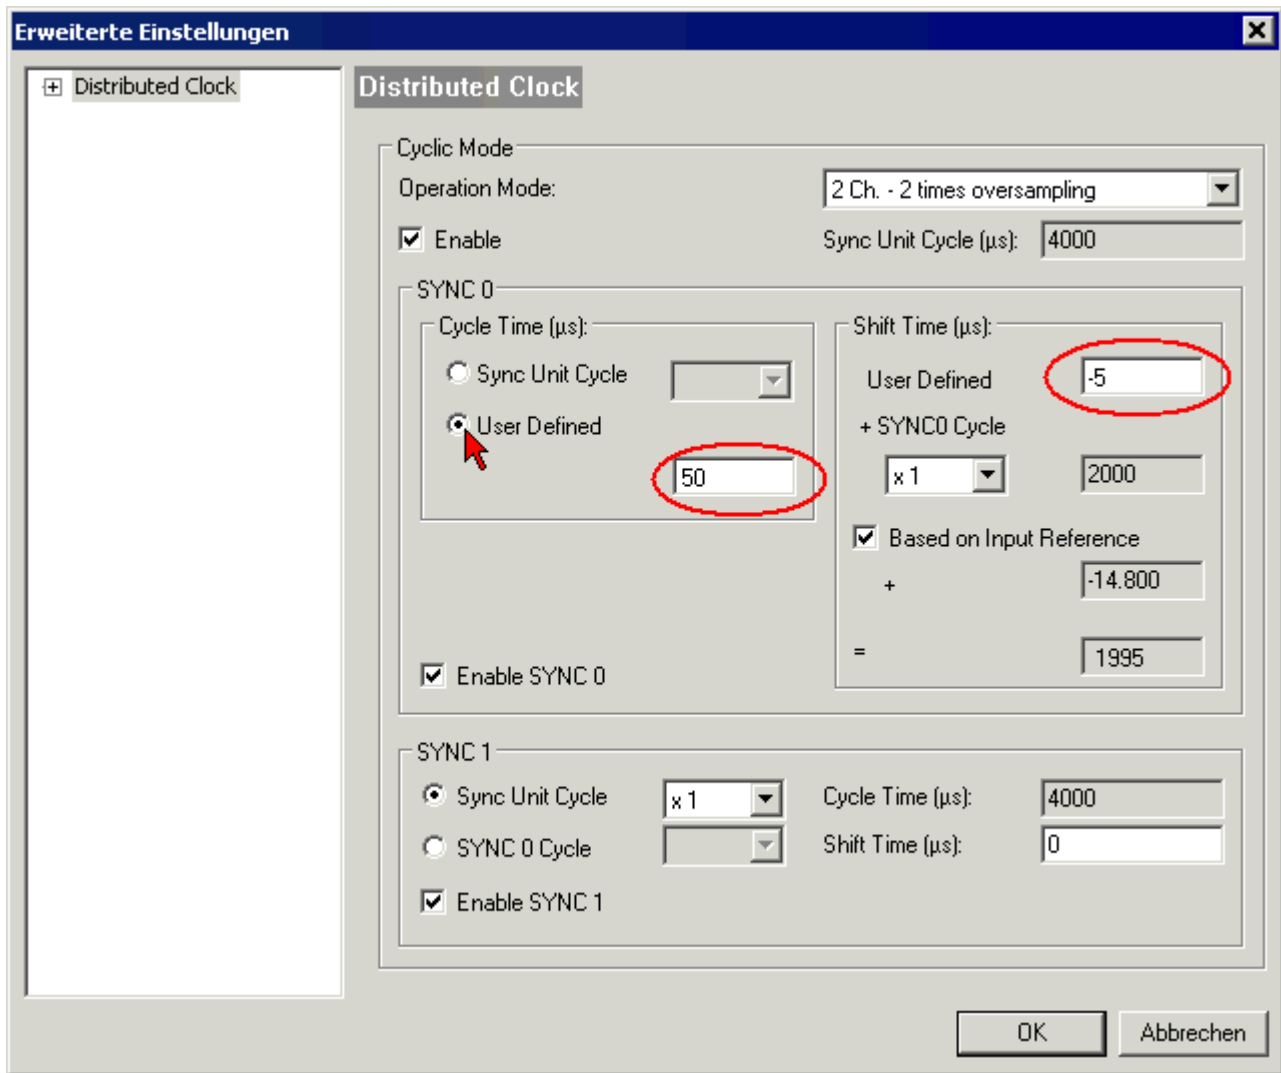 Erweiterte Einstellungen
Distributed Clock
Distributed Clock
Cyclic Mode
Operation Mode:
2 Ch. - 2 times oversampling
Enable
Sync Unit Cycle (µs):
4000
SYNC 0
Cycle Time (µs):
Sync Unit Cycle
User Defined
50
Shift Time (µs):
User Defined
-5
+ SYNC0 Cycle
x 1
2000
Based on Input Reference
+
-14.800
=
1995
Enable SYNC 0
SYNC 1
Sync Unit Cycle
x 1
Cycle Time (µs):
4000
SYNC 0 Cycle
Shift Time (µs):
0
Enable SYNC 1
OK
Abbrechen